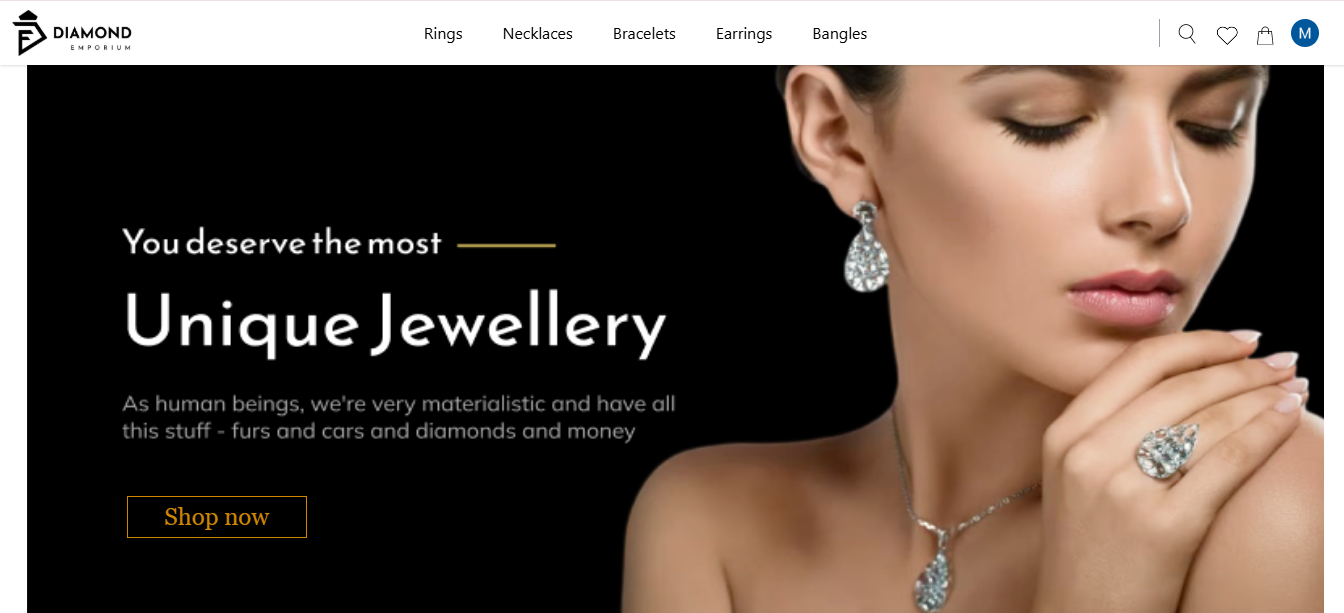 DIAMOND
EMPORIUM
Rings
Necklaces
Bracelets
Earrings
Bangles
M
You deserve the most
Unique Jewellery
As human beings, we're very materialistic and have all
this stuff - furs and cars and diamonds and money
Shop now